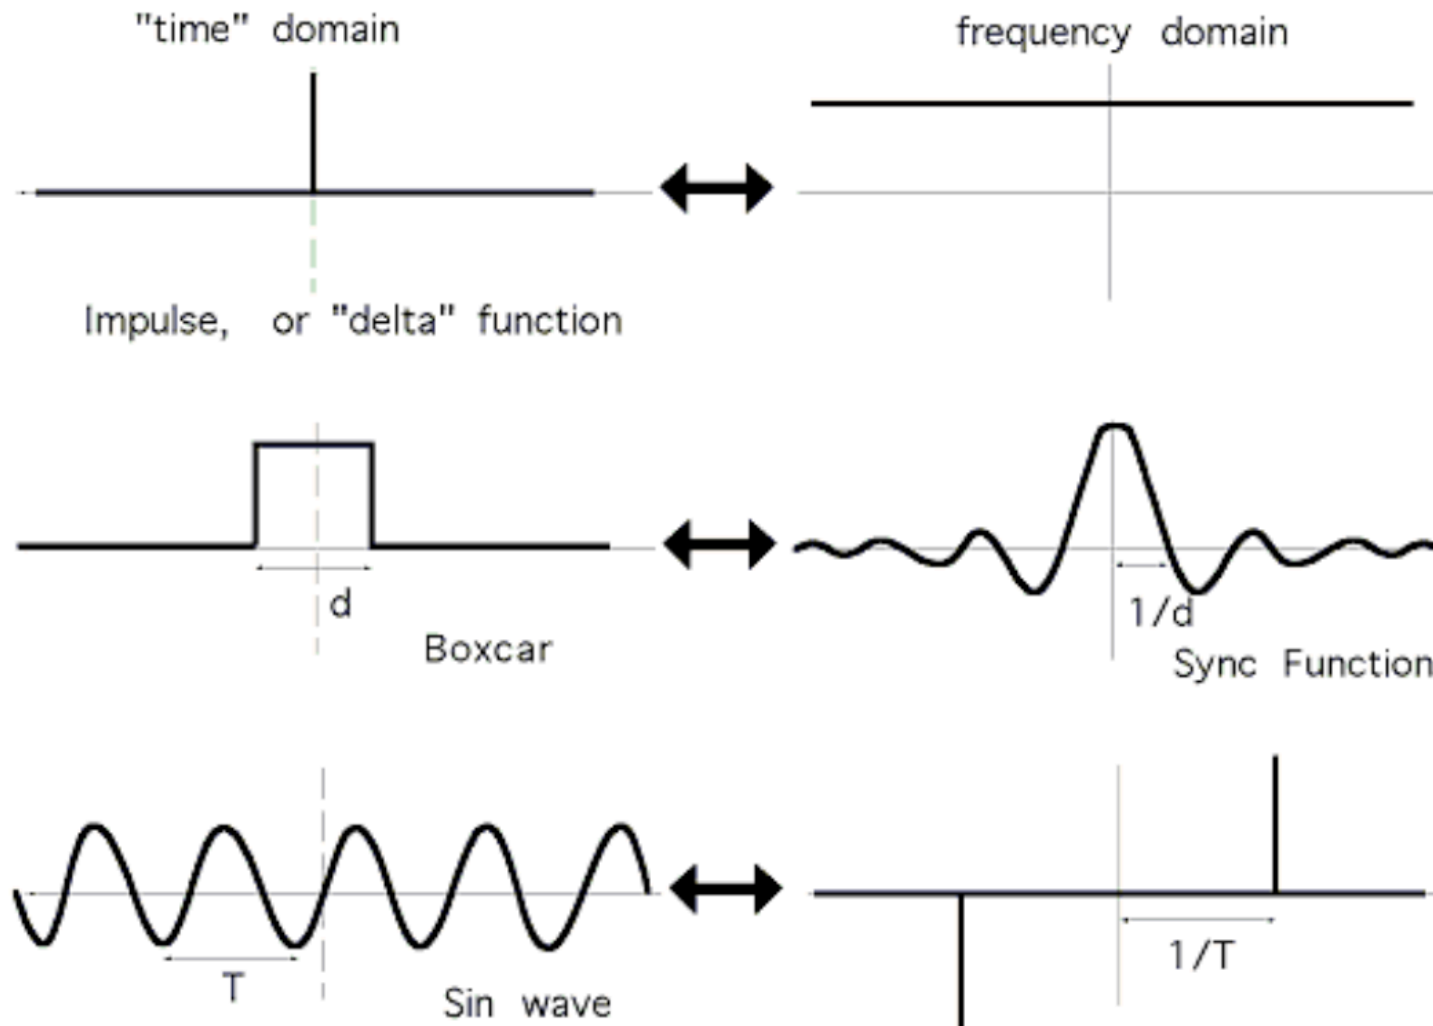 "time" domain
frequency domain
Impulse, or "delta" function
d
1/d
Boxcar
Sync Function
T
1/T
Sin wave